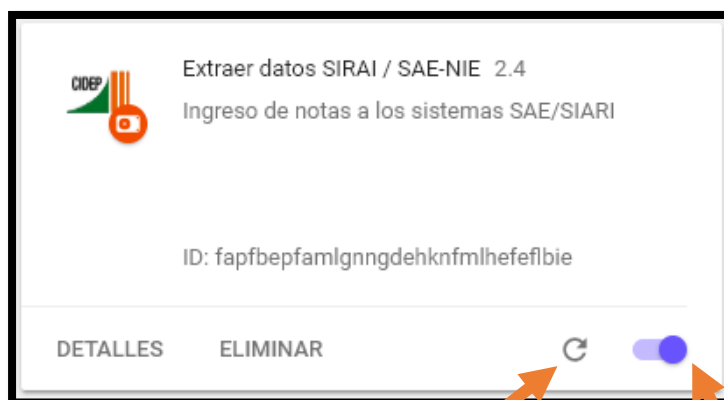 CIDEP
Extraer datos SIRAI / SAE-NIE 2.4
Ingreso de notas a los sistemas SAE/SIARI
ID: fapfbepfamlgnngdehknfmlhefeflbie
DETALLES ELIMINAR